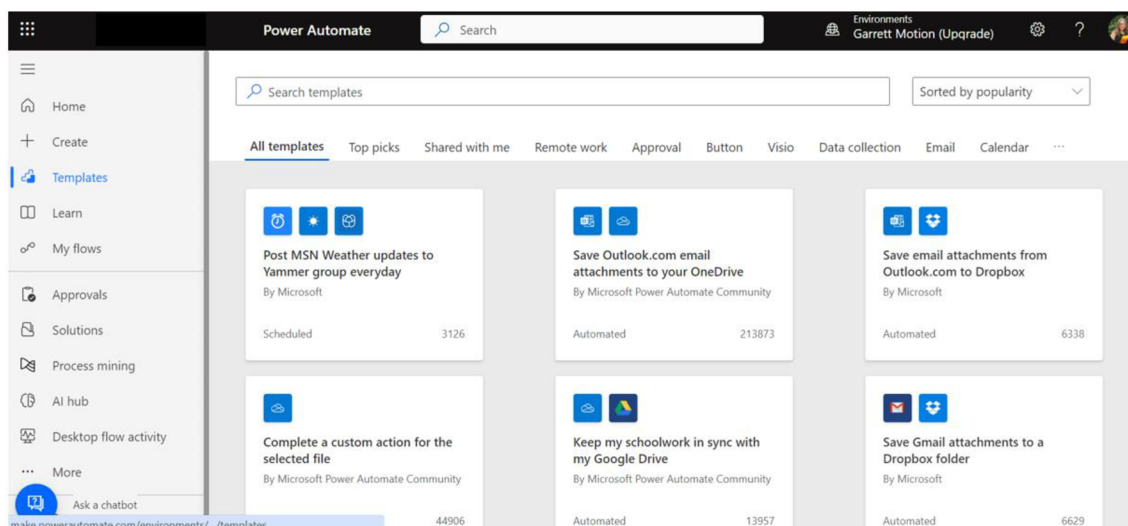 Power Automate
Search
Environments
Garrett Motion (Upgrade)
?
Home
Create
Templates
Learn
My flows
Approvals
Solutions
Process mining
AI hub
Desktop flow activity
More
Ask a chatbot
make.powerautomate.com/environments/.../templates
Search templates
Sorted by popularity
All templates Top picks Shared with me Remote work Approval Button Visio Data collection Email Calendar ...
Post MSN Weather updates to
Yammer group everyday
By Microsoft
Scheduled 3126
Save Outlook.com email
attachments to your OneDrive
By Microsoft Power Automate Community
Automated 213873
Save email attachments from
Outlook.com to Dropbox
By Microsoft
Automated 6338
Complete a custom action for the
selected file
By Microsoft Power Automate Community
44906
Keep my schoolwork in sync with
my Google Drive
By Microsoft Power Automate Community
Automated 13957
Save Gmail attachments to a
Dropbox folder
By Microsoft
Automated 6629